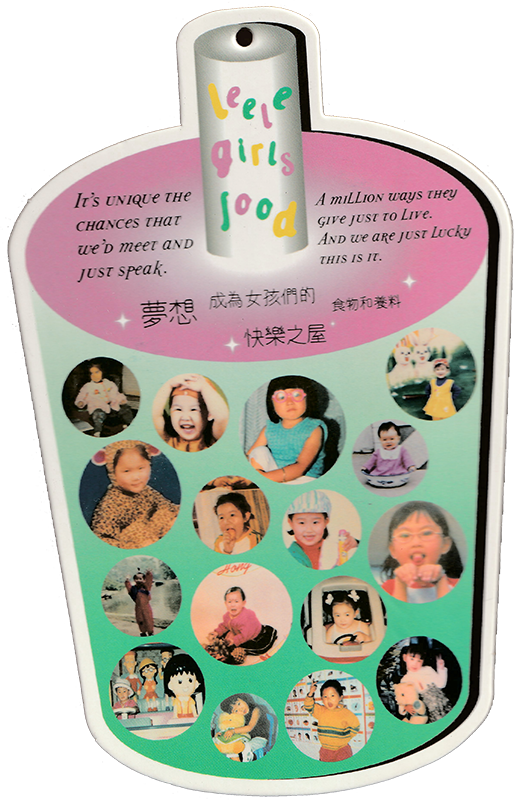 leele
girls
food
It's unique the
chances that
we'd meet and
just speak.
A million ways they
give just to live.
And we are just lucky
this is it.
夢想 成為女孩們的 食物和養料
快樂之屋
Honey